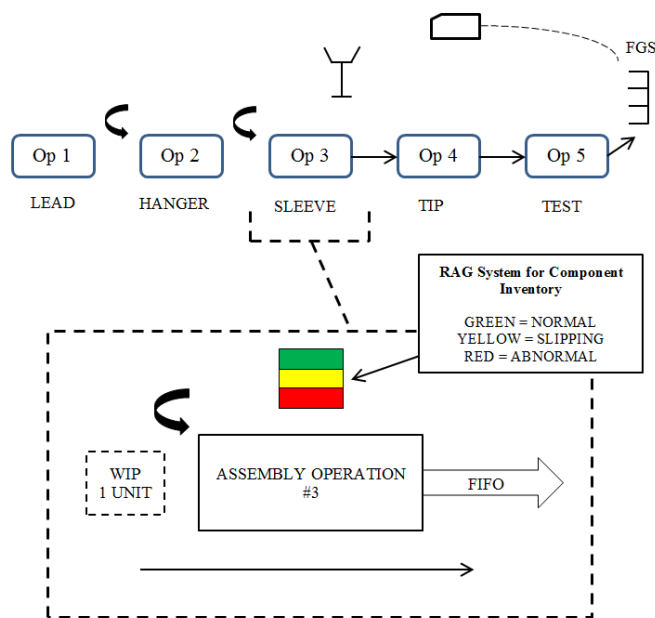 FGS
Op 1
Op 2
Op 3
Op 4
Op 5
LEAD
HANGER
SLEEVE
TIP
TEST
RAG System for Component
Inventory
GREEN = NORMAL
YELLOW = SLIPPING
RED = ABNORMAL
WIP
1 UNIT
ASSEMBLY OPERATION
#3
FIFO